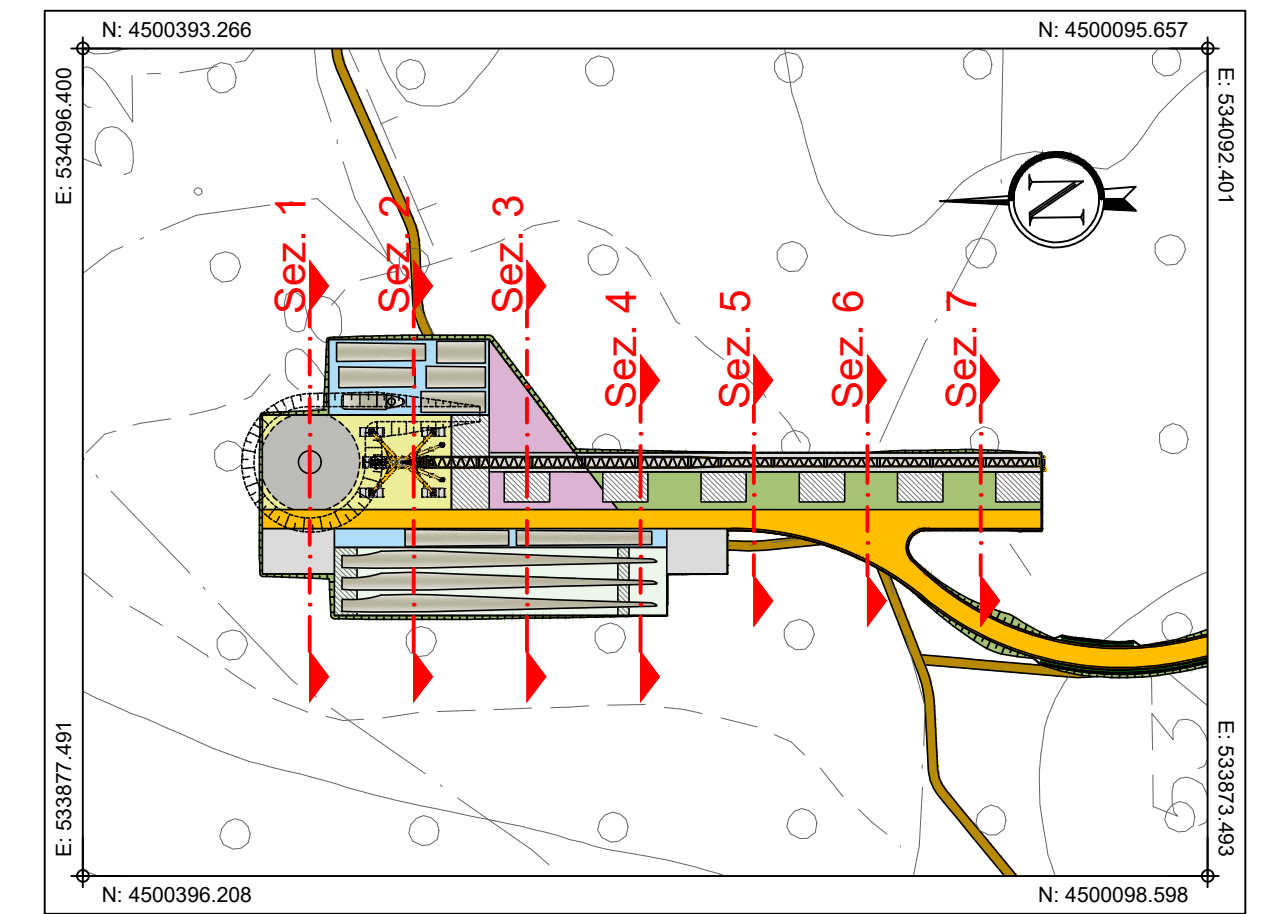 N: 4500393.266
N: 4500095.657
E: 534096.400
E: 534092.401
N
Sez. 1
Sez. 2
Sez. 3
Sez. 4
Sez. 5
Sez. 6
Sez. 7
E: 533877.491
E: 533873.493
N: 4500396.208
N: 4500098.598